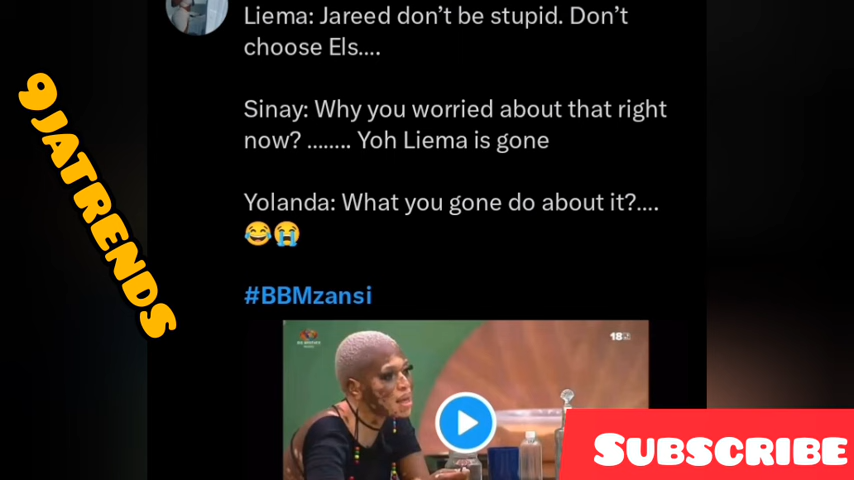 Liema: Jareed don't be stupid. Don't
choose Els....
Sinay: Why you worried about that right
now? ........ Yoh Liema is gone
Yolanda: What you gone do about it?....
😂😭
#BBMzansi
9JATRENDS
18
SUBSCRIBE